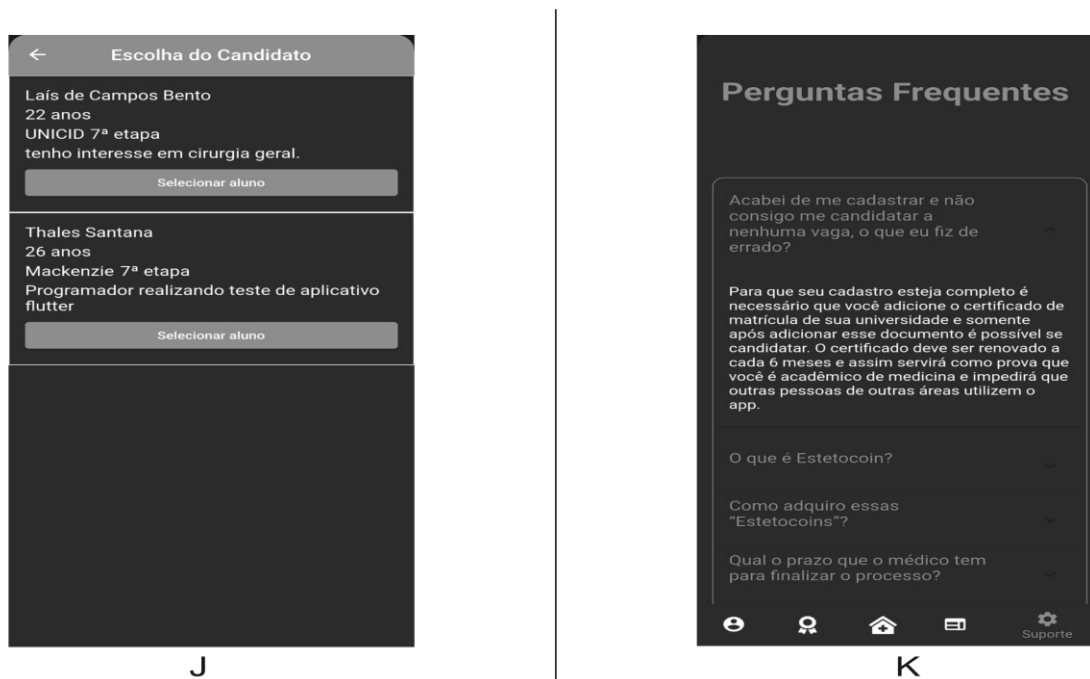 Escolha do Candidato
Laís de Campos Bento
22 anos
UNICID 7ª etapa
tenho interesse em cirurgia geral.
Selecionar aluno
Thales Santana
26 anos
Mackenzie 7ª etapa
Programador realizando teste de aplicativo
flutter
Selecionar aluno
J
Perguntas Frequentes
Acabei de me cadastrar e não
consigo me candidatar a
nenhuma vaga, o que eu fiz de
errado?
Para que seu cadastro esteja completo é
necessário que você adicione o certificado de
matrícula de sua universidade e somente
após adicionar esse documento é possível se
candidatar. O certificado deve ser renovado a
cada 6 meses e assim servirá como prova que
você é acadêmico de medicina e impedirá que
outras pessoas de outras áreas utilizem o
app.
O que é Estetocoin?
Como adquiro essas
"Estetocoins"?
Qual o prazo que o médico tem
para finalizar o processo?
Suporte
K